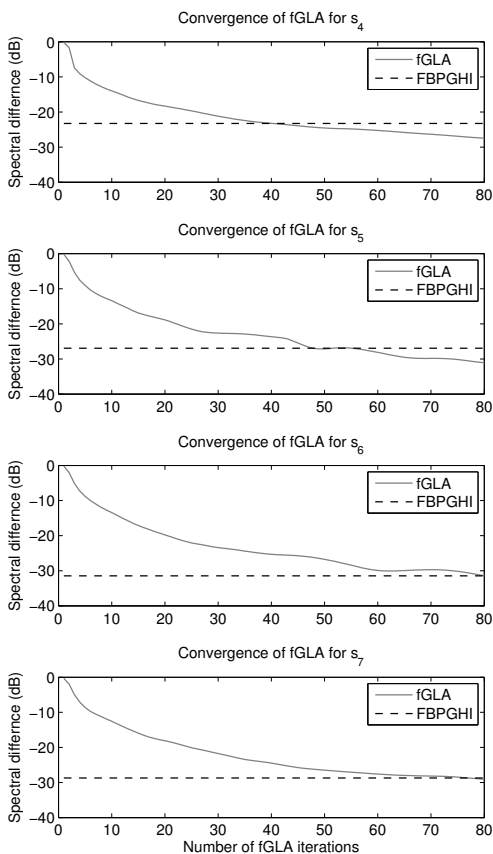 Convergence of fGLA for s4
Spectral differnce (dB)
0
−10
−20
−30
−40
fGLA
FBPGHI
0 10 20 30 40 50 60 70 80
Convergence of fGLA for s5
Spectral differnce (dB)
0
−10
−20
−30
−40
fGLA
FBPGHI
0 10 20 30 40 50 60 70 80
Convergence of fGLA for s6
Spectral differnce (dB)
0
−10
−20
−30
−40
fGLA
FBPGHI
0 10 20 30 40 50 60 70 80
Convergence of fGLA for s7
Spectral differnce (dB)
0
−10
−20
−30
−40
fGLA
FBPGHI
0 10 20 30 40 50 60 70 80
Number of fGLA iterations